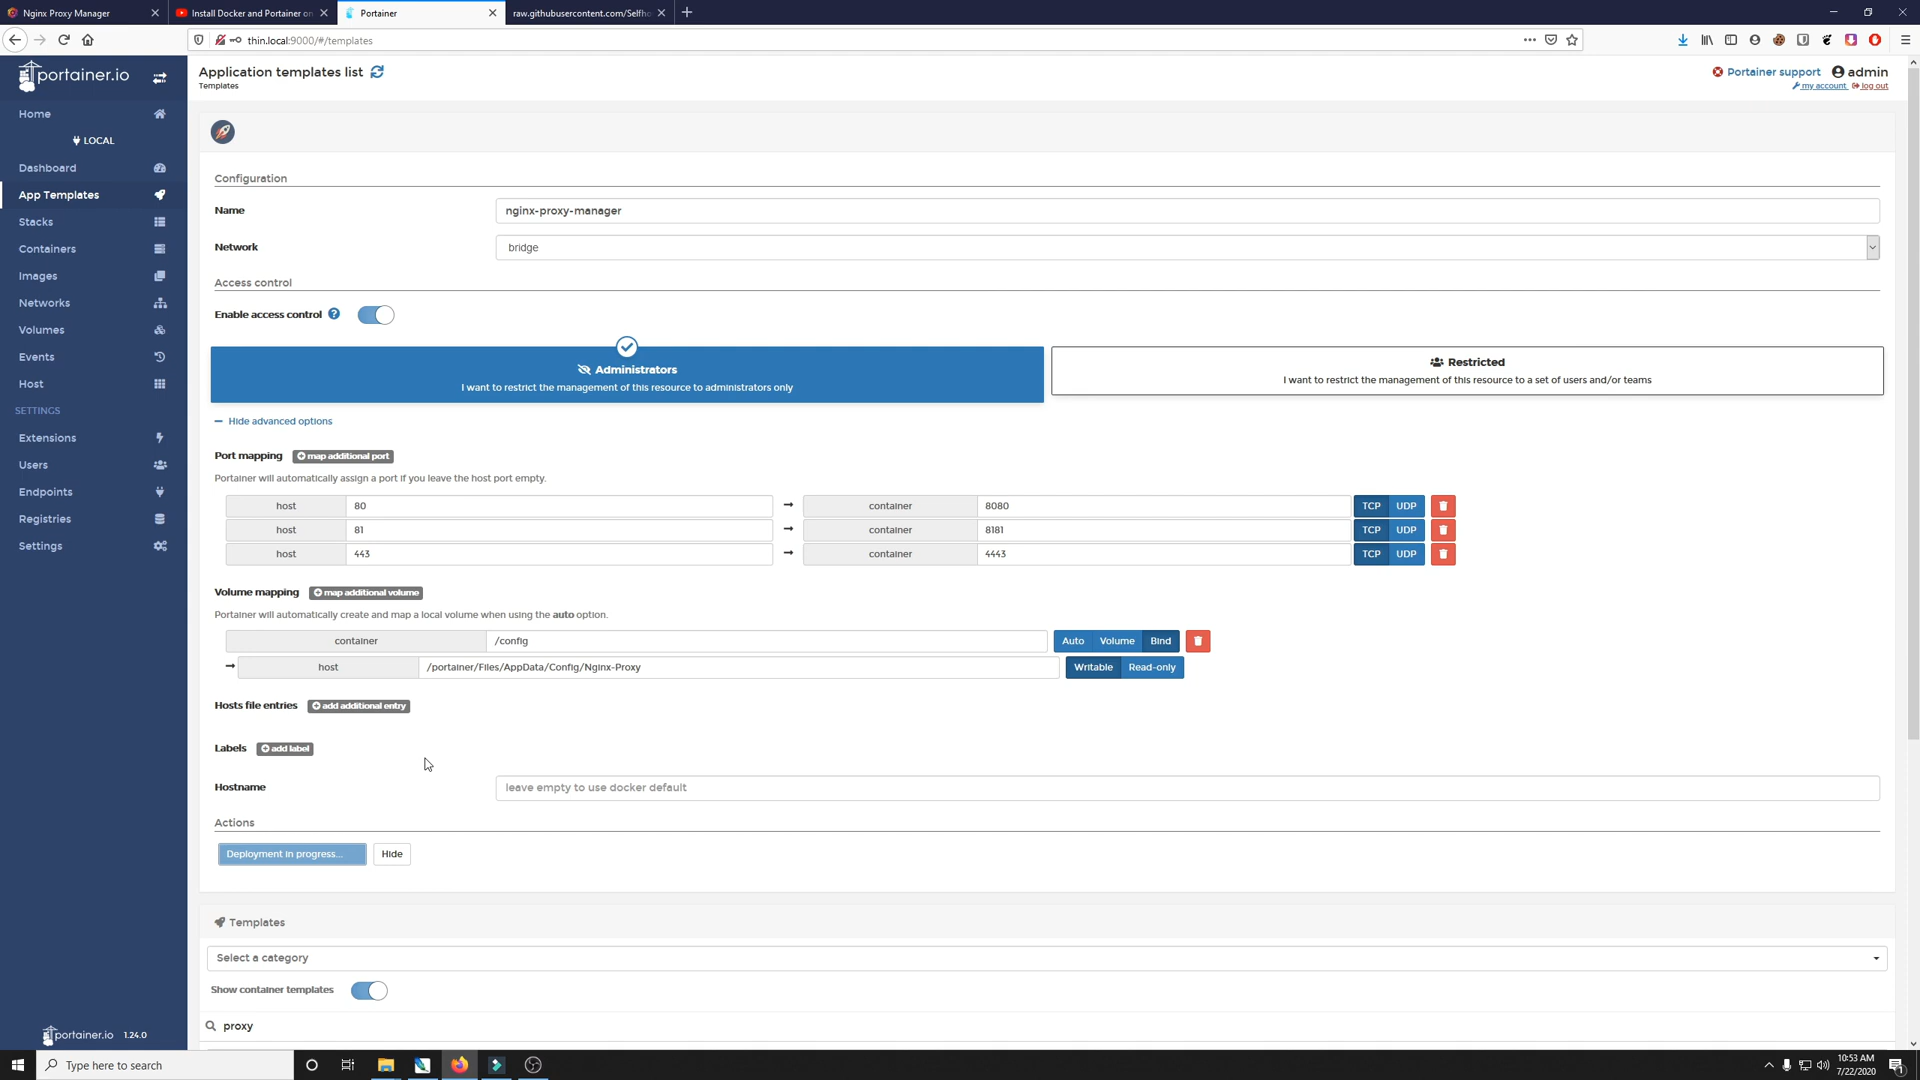 Nginx Proxy Manager
Install Docker and Portainer on
Portainer
raw.githubusercontent.com/Selfho
thin.local:9000/#/templates
portainer.io
Application templates list
Templates
Portainer support
admin
my account
log out
Home
LOCAL
Dashboard
App Templates
Stacks
Containers
Images
Networks
Volumes
Events
Host
SETTINGS
Extensions
Users
Endpoints
Registries
Settings
portainer.io 1.24.0
Configuration
Name nginx-proxy-manager
Network bridge
Access control
Enable access control
Administrators
I want to restrict the management of this resource to administrators only
Restricted
I want to restrict the management of this resource to a set of users and/or teams
Hide advanced options
Port mapping map additional port
Portainer will automatically assign a port if you leave the host port empty.
host 80 container 8080 TCP UDP
host 81 container 8181 TCP UDP
host 443 container 4443 TCP UDP
Volume mapping map additional volume
Portainer will automatically create and map a local volume when using the auto option.
container /config Auto Volume Bind
host /portainer/Files/AppData/Config/Nginx-Proxy Writable Read-only
Hosts file entries add additional entry
Labels add label
Hostname leave empty to use docker default
Actions
Deployment in progress... Hide
Templates
Select a category
Show container templates
proxy
Type here to search
10:53 AM
7/22/2020